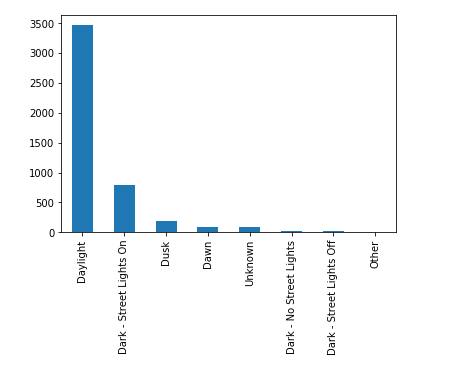 3500
3000
2500
2000
1500
1000
500
0
Daylight
Dark - Street Lights On
Dusk
Dawn
Unknown
Dark - No Street Lights
Dark - Street Lights Off
Other